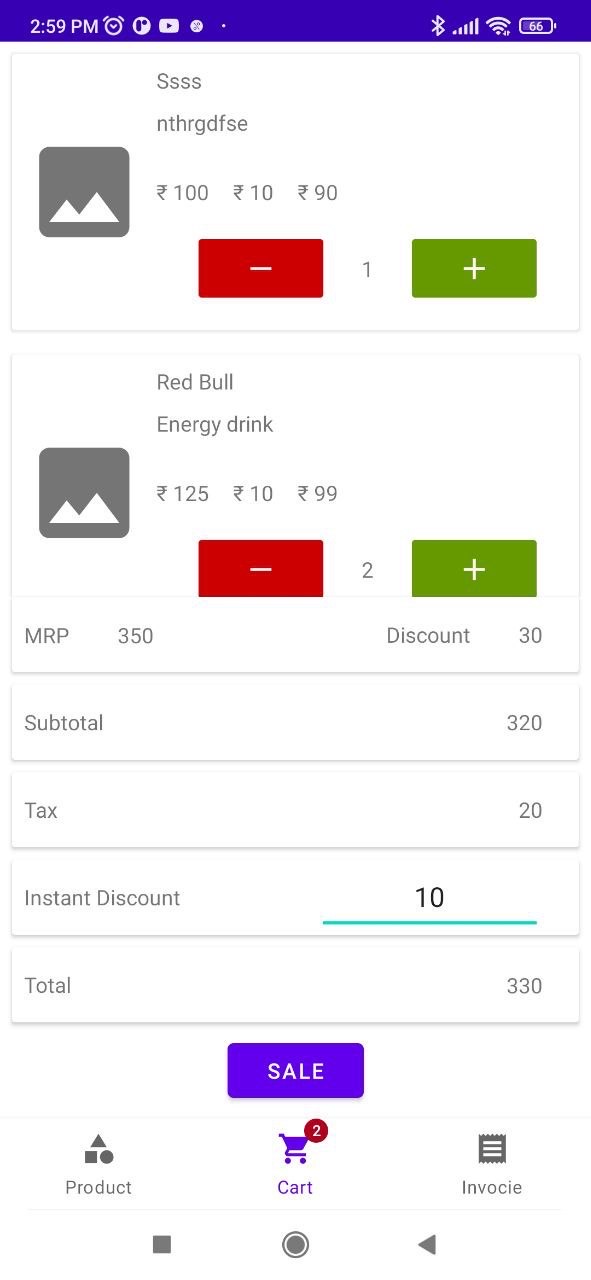 2:59 PM 66
Ssss
nthrgdfse
₹ 100 ₹ 10 ₹ 90
1
Red Bull
Energy drink
₹ 125 ₹ 10 ₹ 99
2
MRP 350 Discount 30
Subtotal 320
Tax 20
Instant Discount 10
Total 330
SALE
2
Product Cart Invocie